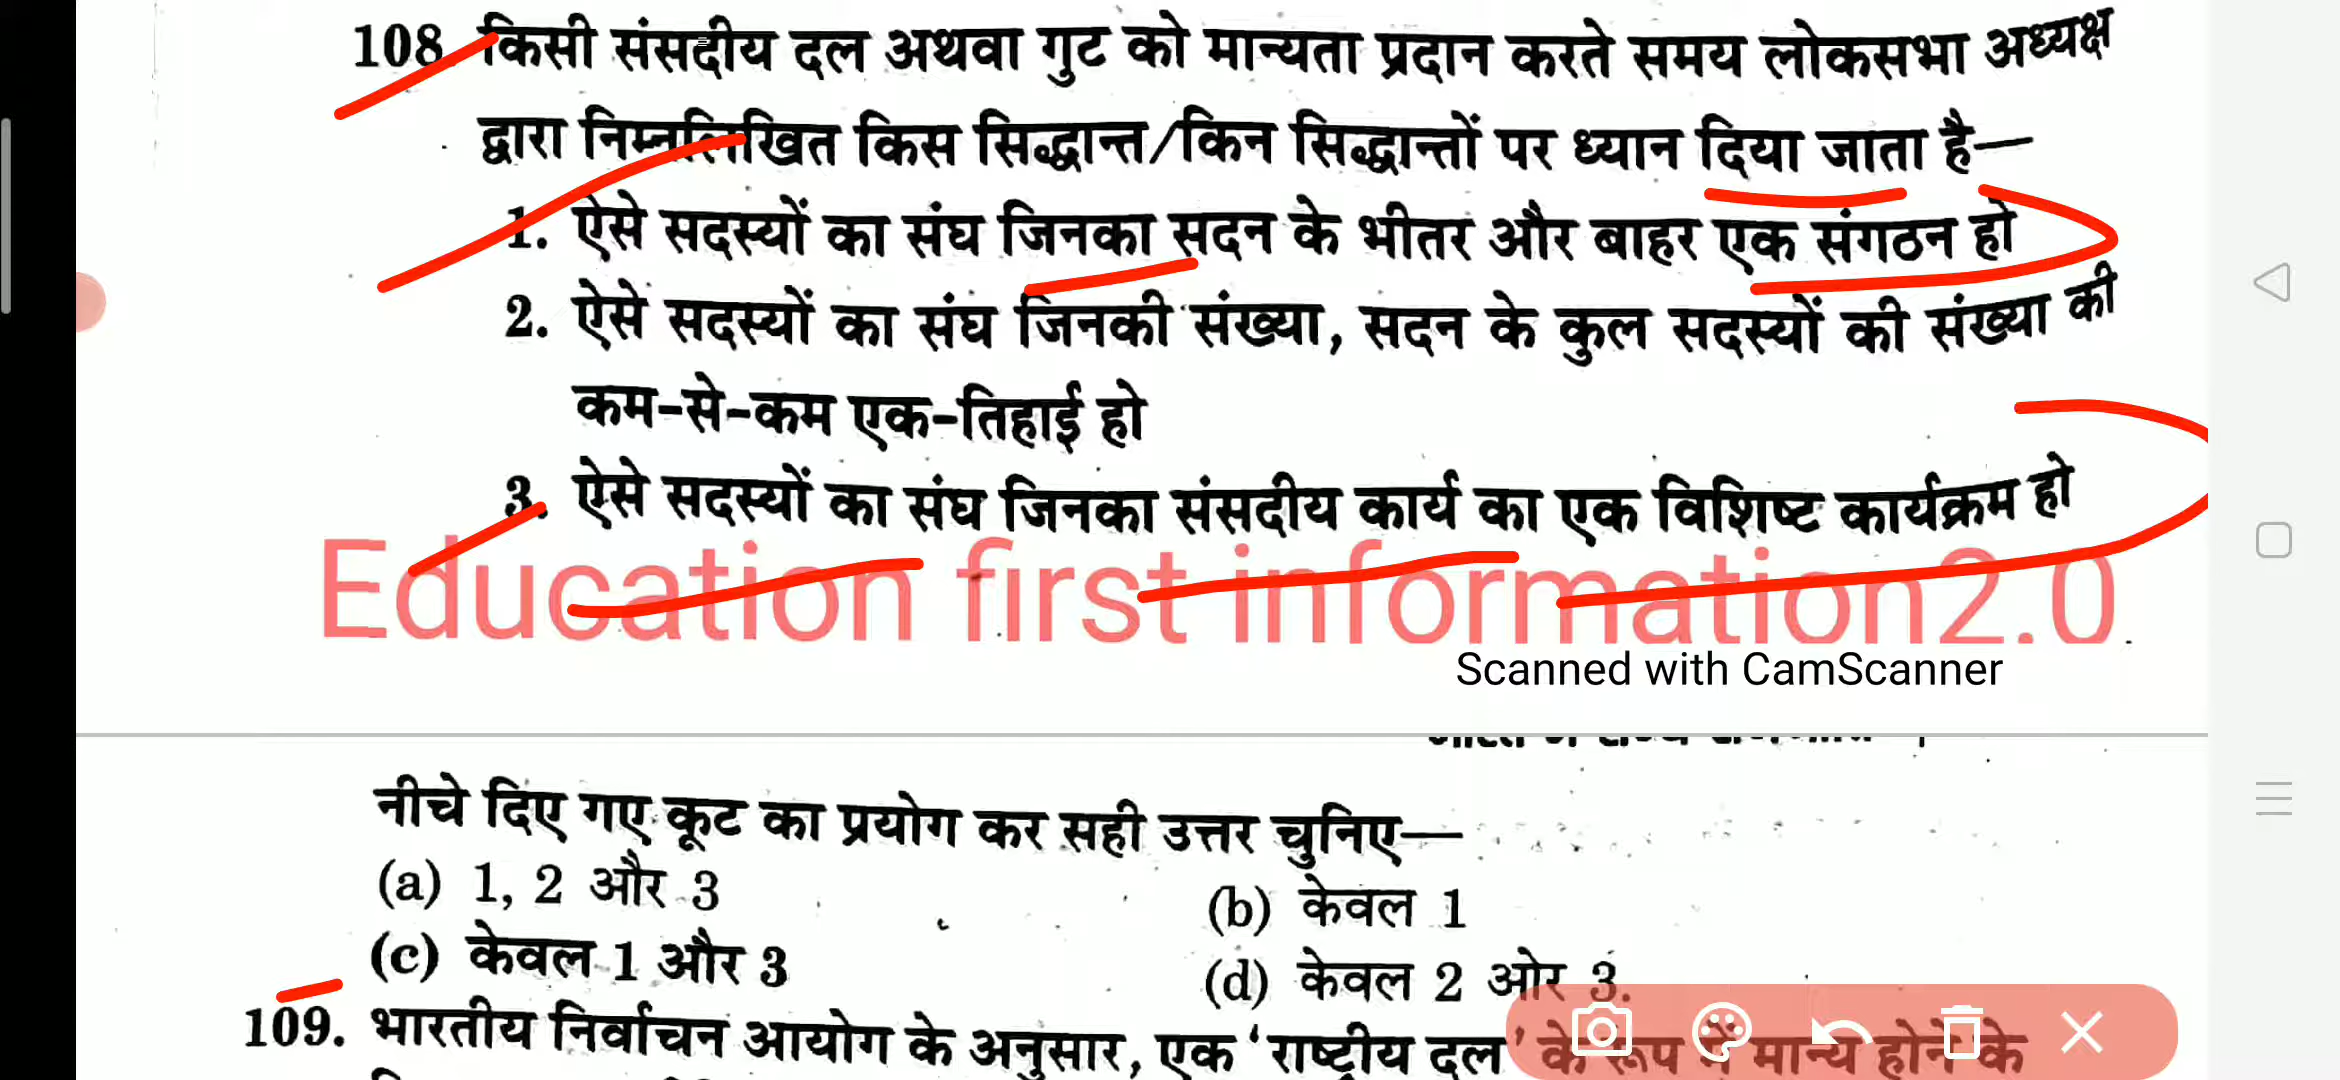 108. किसी संसदीय दल अथवा गुट को मान्यता प्रदान करते समय लोकसभा अध्यक्ष
द्वारा निम्नलिखित किस सिद्धान्त/किन सिद्धान्तों पर ध्यान दिया जाता है—
1. ऐसे सदस्यों का संघ जिनका सदन के भीतर और बाहर एक संगठन हो
2. ऐसे सदस्यों का संघ जिनकी संख्या, सदन के कुल सदस्यों की संख्या की
कम-से-कम एक-तिहाई हो
3. ऐसे सदस्यों का संघ जिनका संसदीय कार्य का एक विशिष्ट कार्यक्रम हो
Education first information2.0
Scanned with CamScanner
नीचे दिए गए कूट का प्रयोग कर सही उत्तर चुनिए—
(a) 1, 2 और 3
(b) केवल 1
(c) केवल 1 और 3
(d) केवल 2 ओर 3.
109. भारतीय निर्वाचन आयोग के अनुसार, एक ‘राष्ट्रीय दल’ के रूप में मान्य होने के